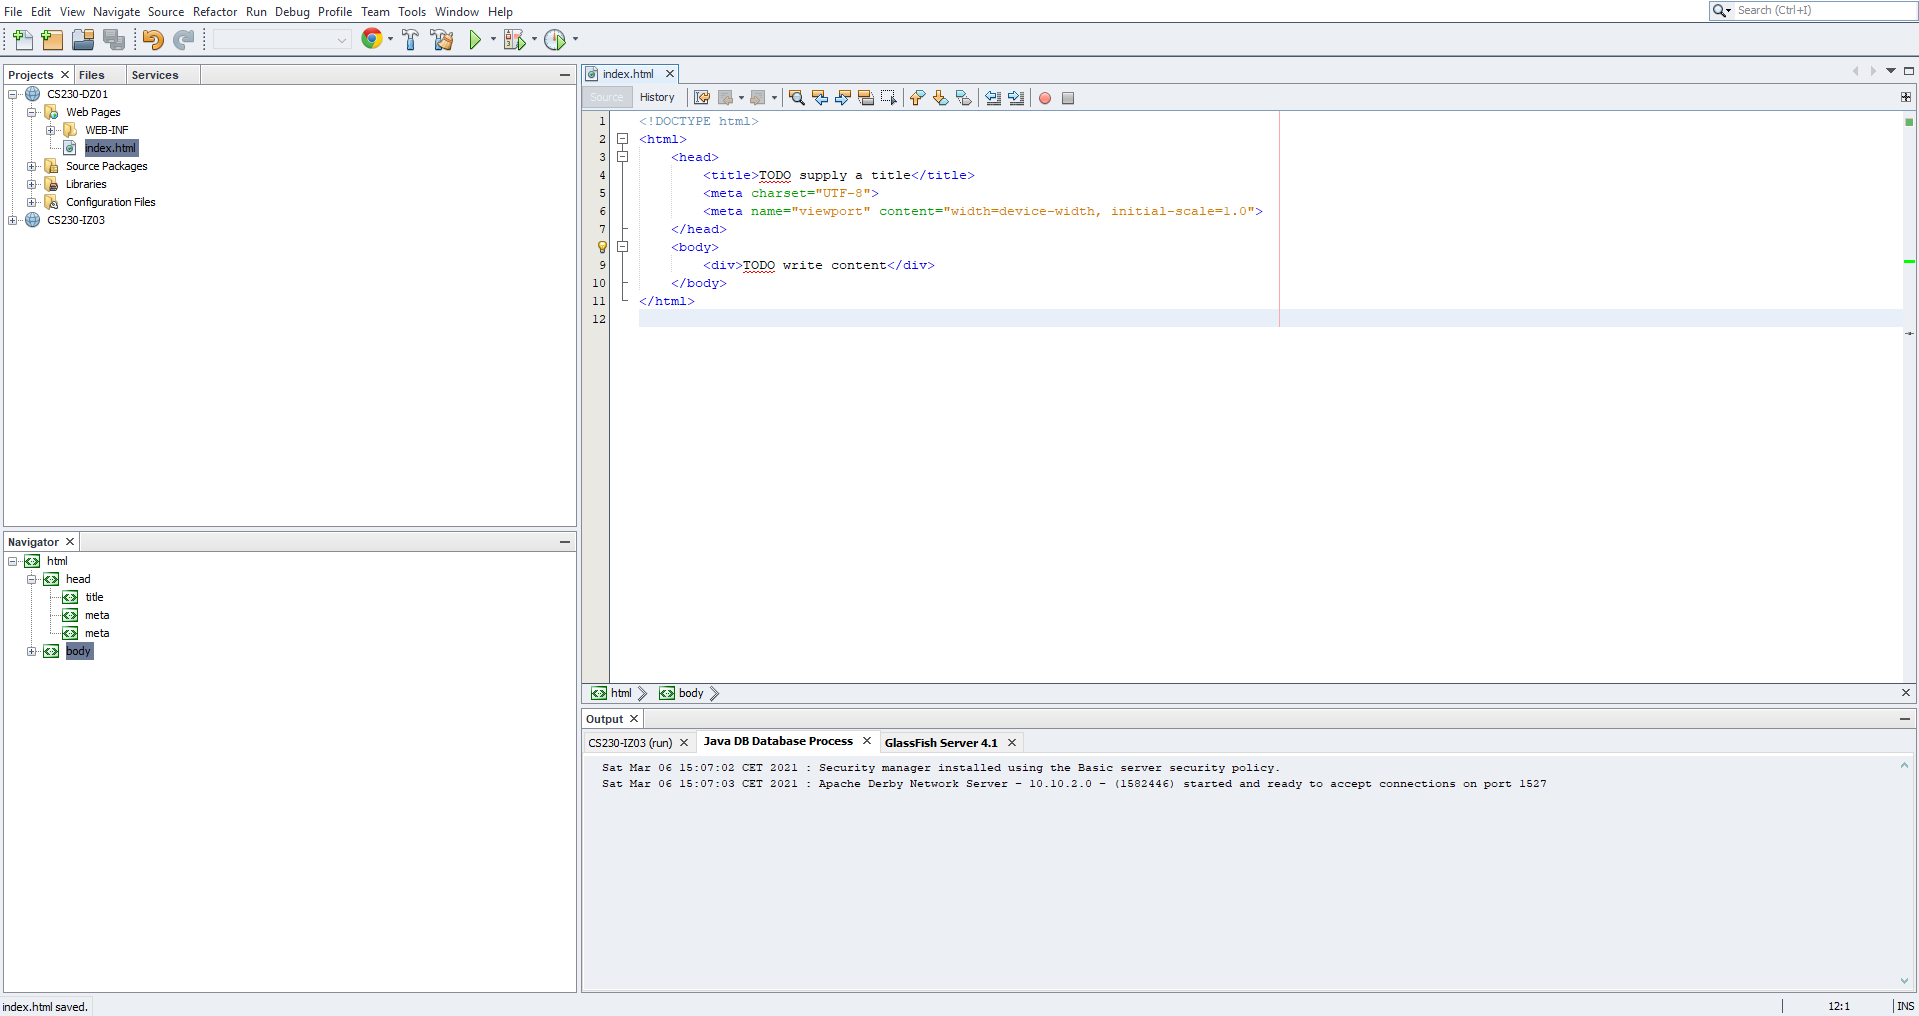 File Edit View Navigate Source Refactor Run Debug Profile Team Tools Window Help
Search (Ctrl+I)
Projects Files Services
CS230-DZ01
Web Pages
WEB-INF
index.html
Source Packages
Libraries
Configuration Files
CS230-IZ03
Navigator
html
head
title
meta
meta
body
index.html
Source History
1 <!DOCTYPE html>
2 <html>
3 <head>
4 <title>TODO supply a title</title>
5 <meta charset="UTF-8">
6 <meta name="viewport" content="width=device-width, initial-scale=1.0">
7 </head>
<body>
9 <div>TODO write content</div>
10 </body>
11 </html>
12
html body
Output
CS230-IZ03 (run) Java DB Database Process GlassFish Server 4.1
Sat Mar 06 15:07:02 CET 2021 : Security manager installed using the Basic server security policy.
Sat Mar 06 15:07:03 CET 2021 : Apache Derby Network Server - 10.10.2.0 - (1582446) started and ready to accept connections on port 1527
index.html saved.
12:1 INS